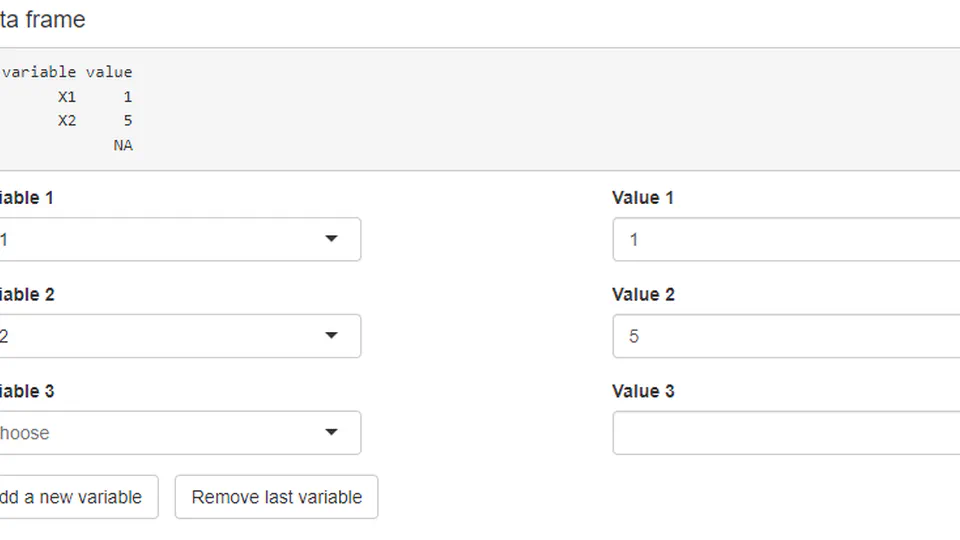 ta frame
variable value
X1 1
X2 5
NA
iable 1 Value 1
1 1
iable 2 Value 2
2 5
iable 3 Value 3
hoose
dd a new variable Remove last variable